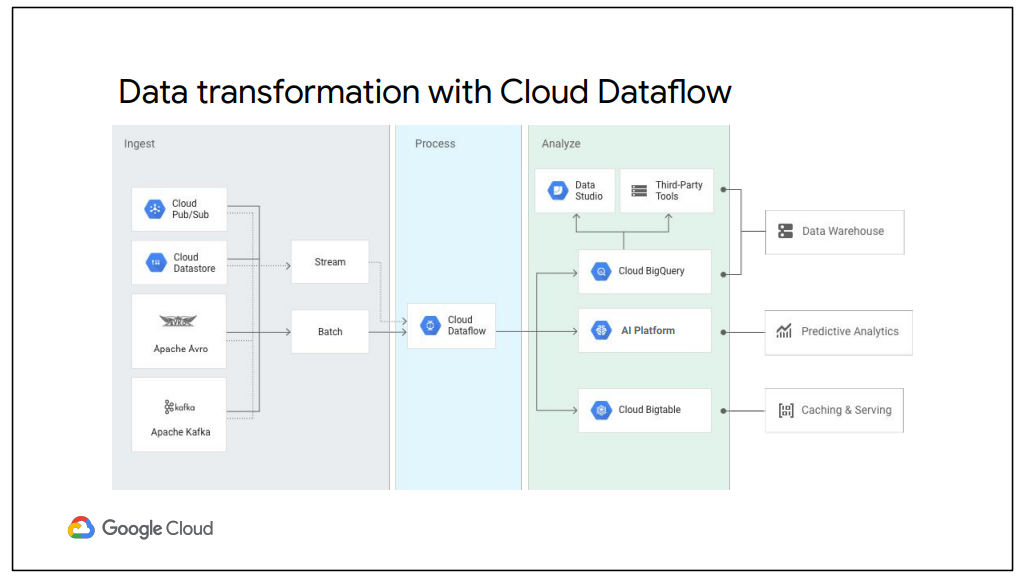 Data transformation with Cloud Dataflow
Ingest
Process
Analyze
Cloud
Pub/Sub
Cloud
Datastore
AVRO
Apache Avro
kafka
Apache Kafka
Stream
Batch
Cloud
Dataflow
Data
Studio
Third-Party
Tools
Cloud BigQuery
AI Platform
Cloud Bigtable
Data Warehouse
Predictive Analytics
Caching & Serving
Google Cloud